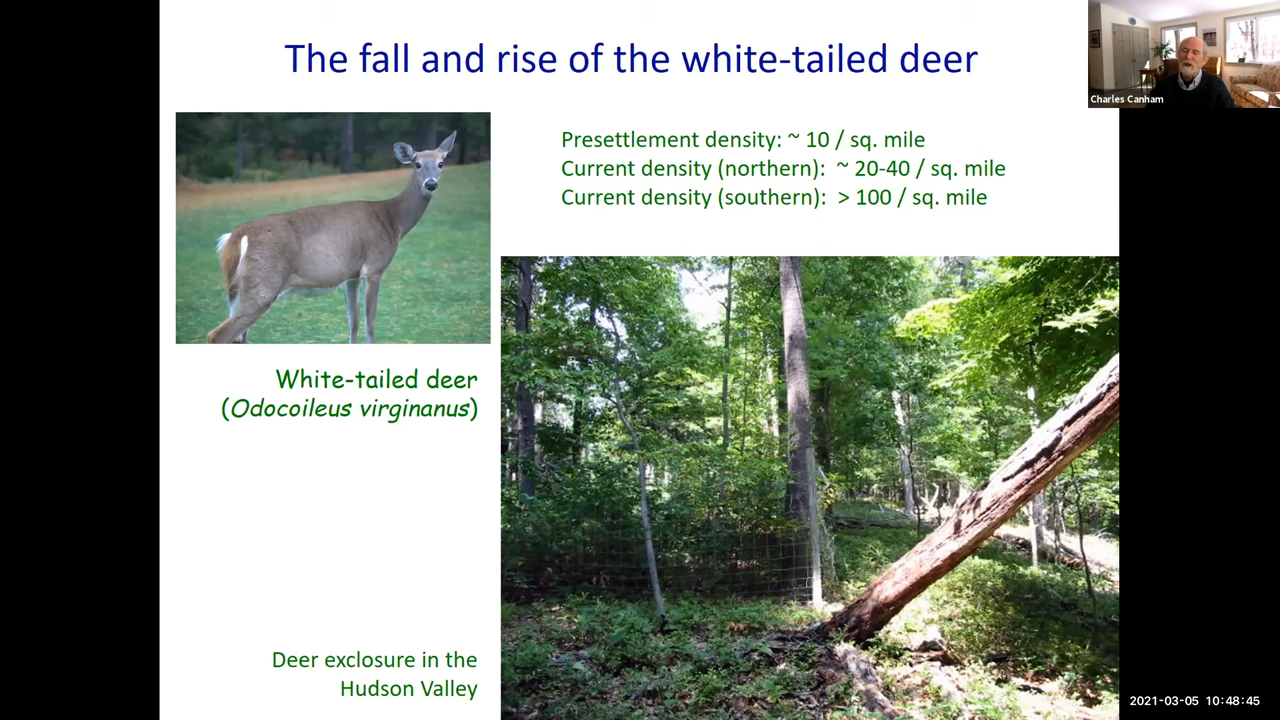 The fall and rise of the white-tailed deer
Charles Canham
Presettlement density: ~ 10 / sq. mile
Current density (northern): ~ 20-40 / sq. mile
Current density (southern): > 100 / sq. mile
White-tailed deer
(Odocoileus virginanus)
Deer exclosure in the
Hudson Valley
2021-03-05 10:48:45